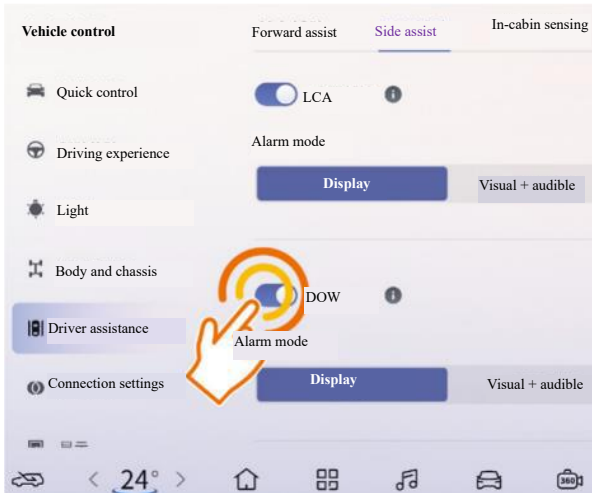 Vehicle control
Forward assist
Side assist
In-cabin sensing
Quick control
LCA
Driving experience
Alarm mode
Display
Visual + audible
Light
Body and chassis
DOW
Driver assistance
Alarm mode
Connection settings
Display
Visual + audible
< 24° >
360